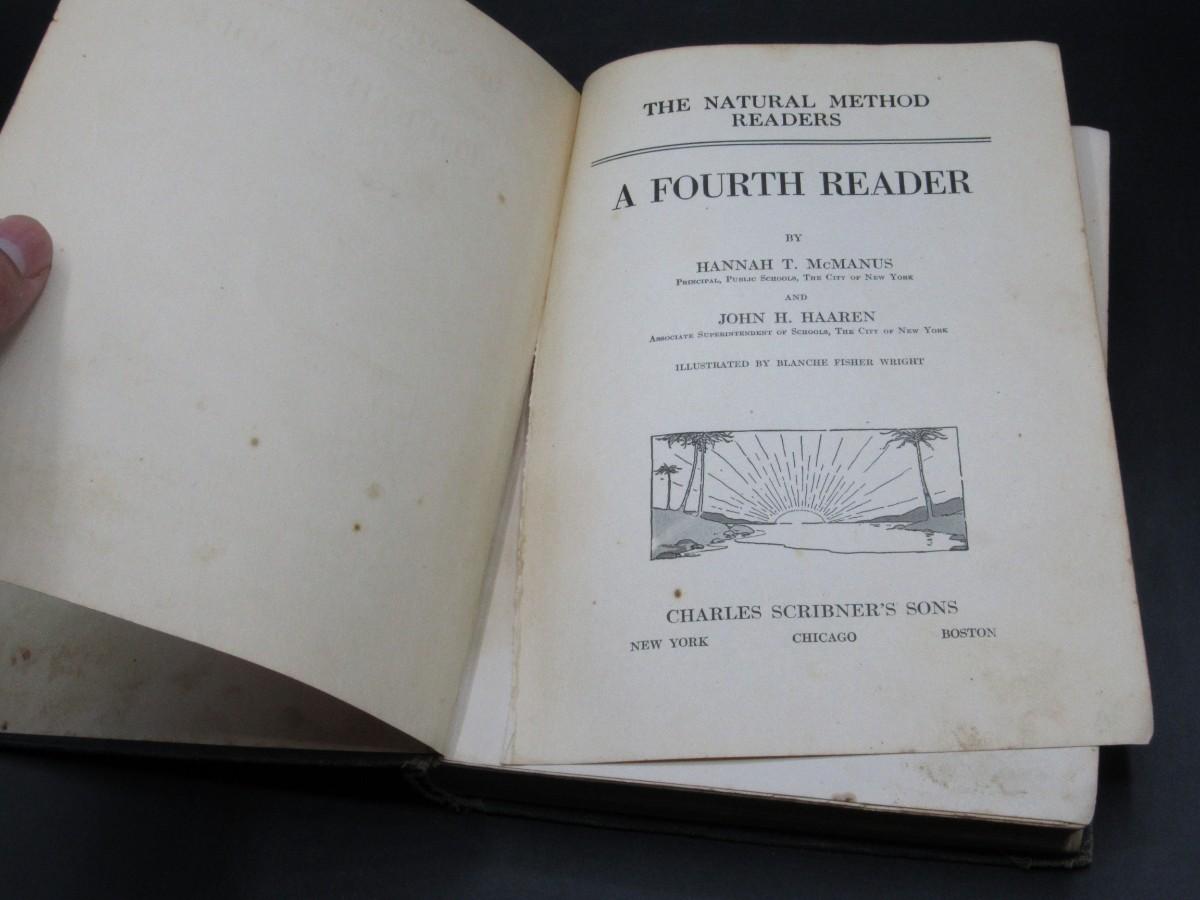 THE NATURAL METHOD
READERS
A FOURTH READER
BY
HANNAH T. McMANUS
PRINCIPAL, PUBLIC SCHOOLS, THE CITY OF NEW YORK
AND
JOHN H. HAAREN
ASSOCIATE SUPERINTENDENT OF SCHOOLS, THE CITY OF NEW YORK
ILLUSTRATED BY BLANCHE FISHER WRIGHT
CHARLES SCRIBNER'S SONS
NEW YORK CHICAGO BOSTON